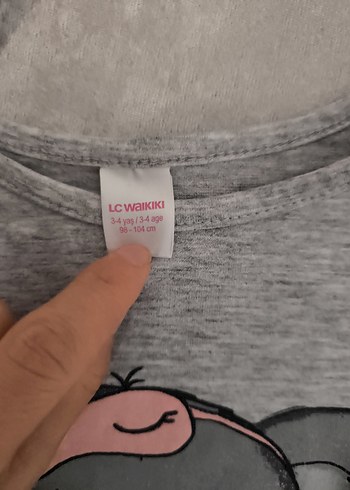 LC WAIKIKI
3-4 yaş / 3-4 age
98 - 104 cm